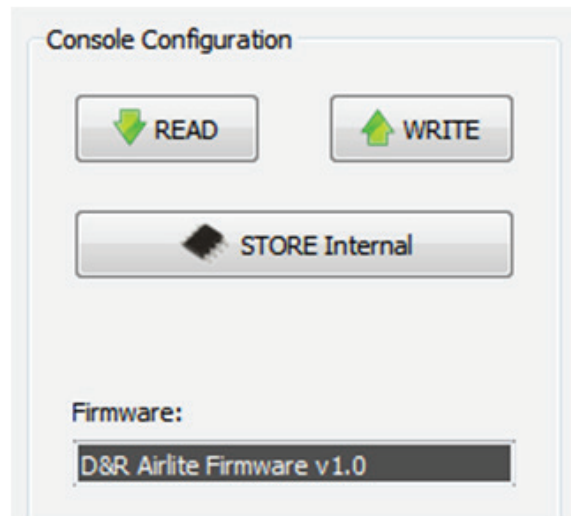 Console Configuration
READ WRITE
STORE Internal
Firmware:
D&R Airlite Firmware v1.0